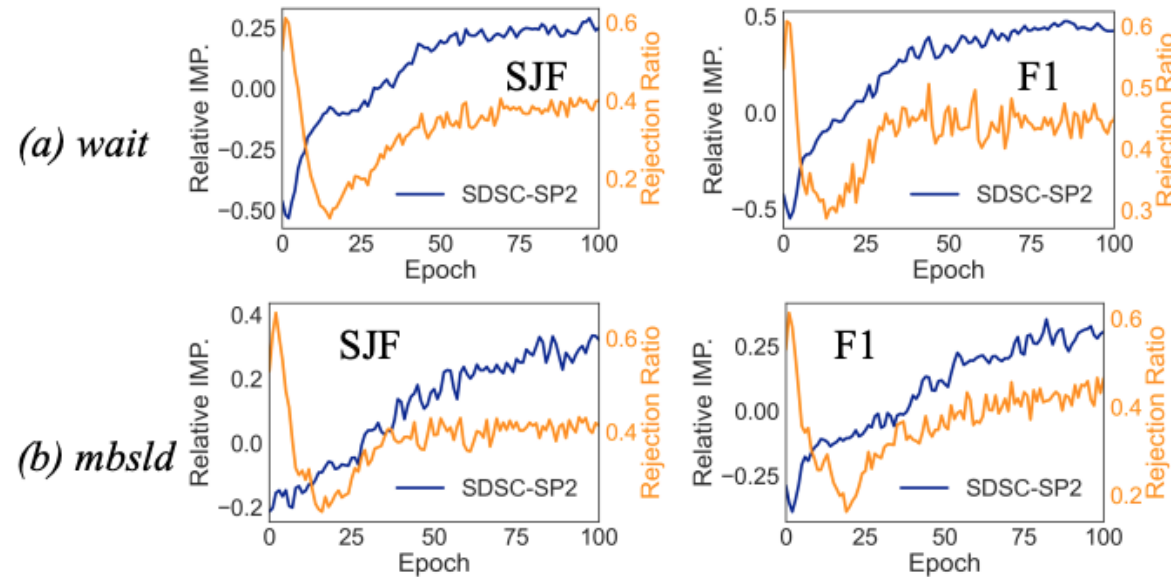 (a) wait
Relative IMP.
0.25
0.00
−0.25
−0.50
SJF
SDSC-SP2
0.6
0.4
0.2
Rejection Ratio
0 25 50 75 100
Epoch
Relative IMP.
0.5
0.0
−0.5
F1
SDSC-SP2
0.6
0.5
0.4
0.3
Rejection Ratio
0 25 50 75 100
Epoch
(b) mbsld
Relative IMP.
0.4
0.2
0.0
−0.2
SJF
SDSC-SP2
0.6
0.4
Rejection Ratio
0 25 50 75 100
Epoch
Relative IMP.
0.25
0.00
−0.25
F1
SDSC-SP2
0.6
0.4
0.2
Rejection Ratio
0 25 50 75 100
Epoch